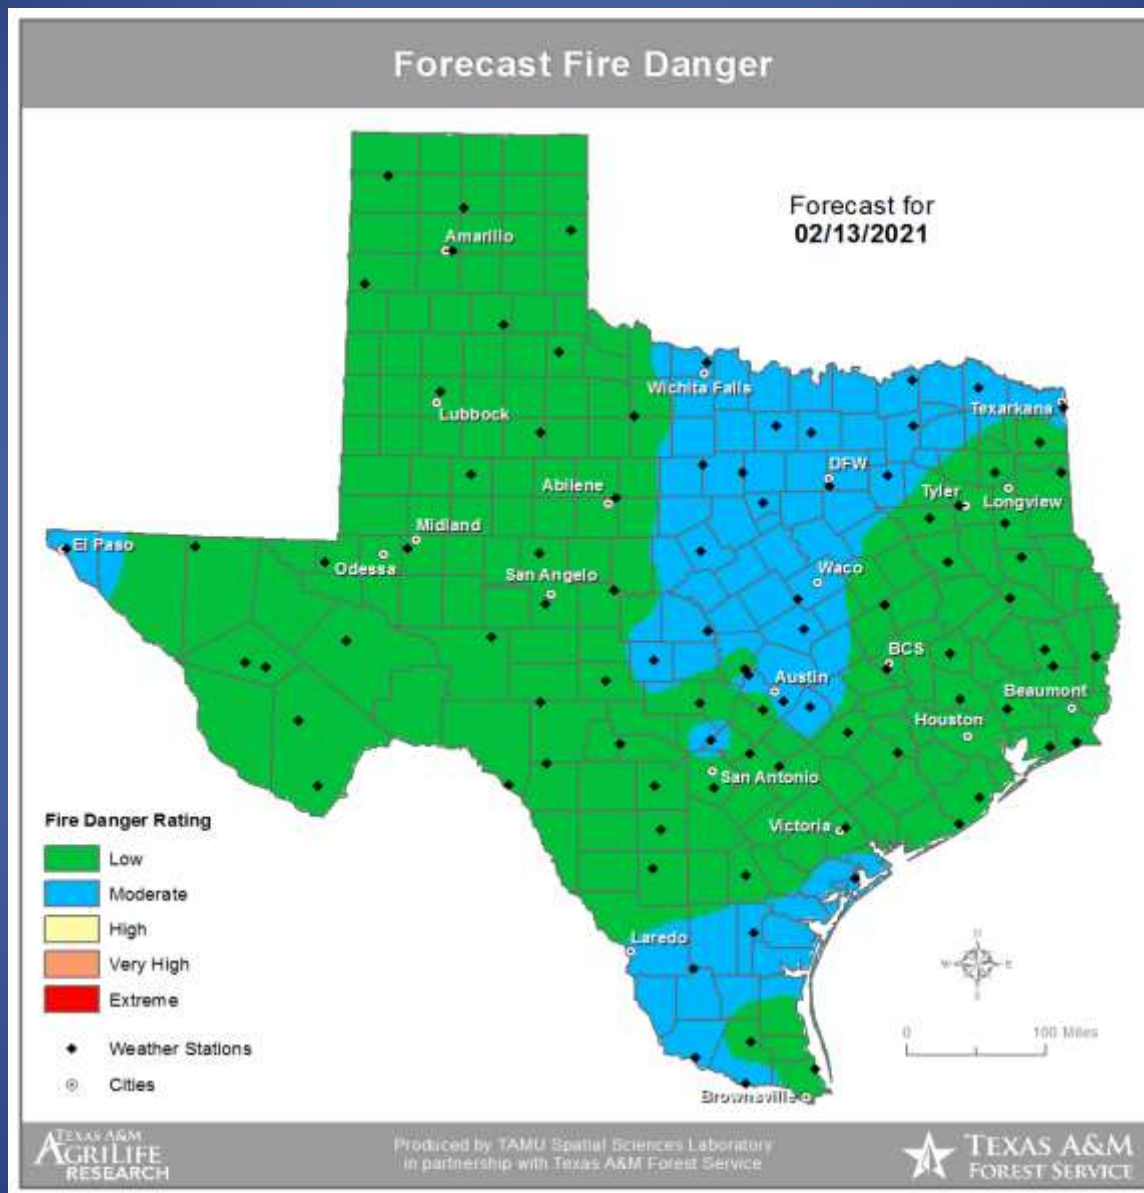 Forecast Fire Danger
Forecast for
02/13/2021
Amarillo
Wichita Falls
Texarkana
Lubbock
DFW
Abilene
Tyler
Longview
Midland
El Paso
Odessa
San Angelo
Waco
BCS
Austin
Beaumont
Houston
San Antonio
Victoria
Laredo
Brownsville
Fire Danger Rating
Low
Moderate
High
Very High
Extreme
Weather Stations
Cities
N
W E
S
0 100 Miles
TEXAS A&M
AGRILIFE
RESEARCH
Produced by TAMU Spatial Sciences Laboratory
in partnership with Texas A&M Forest Service
TEXAS A&M
FOREST SERVICE